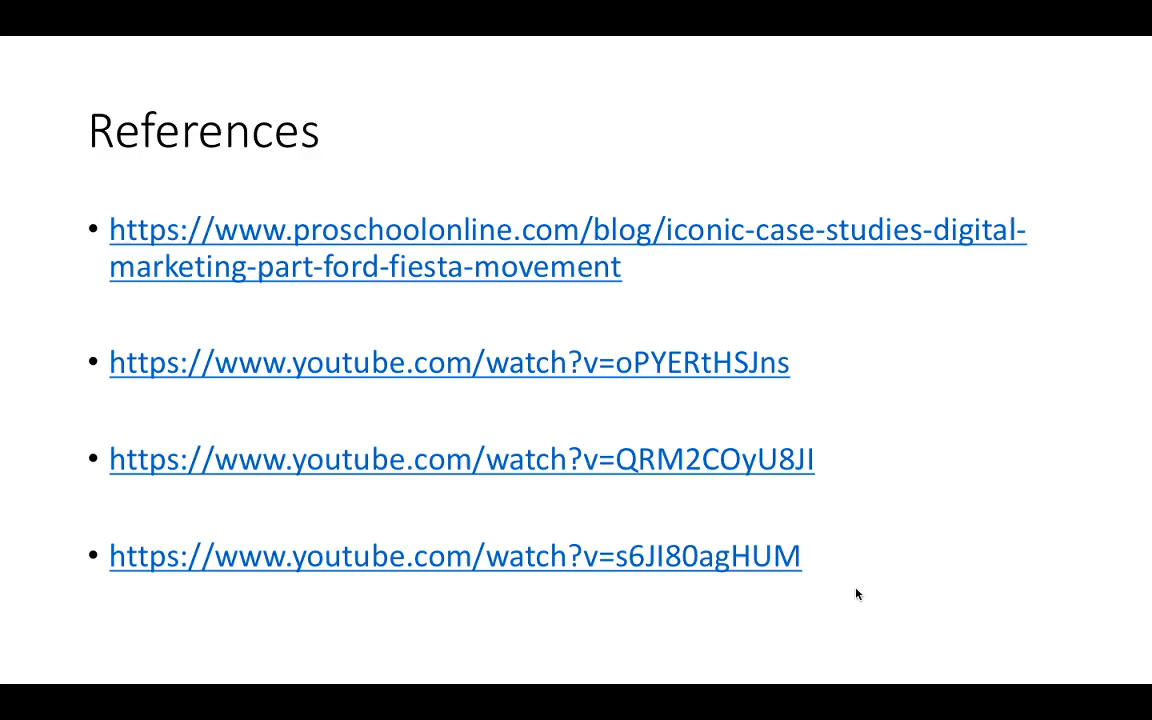 References
• https://www.proschoolonline.com/blog/iconic-case-studies-digital-
marketing-part-ford-fiesta-movement
• https://www.youtube.com/watch?v=oPYERtHSJns
• https://www.youtube.com/watch?v=QRM2COyU8JI
• https://www.youtube.com/watch?v=s6JI80agHUM